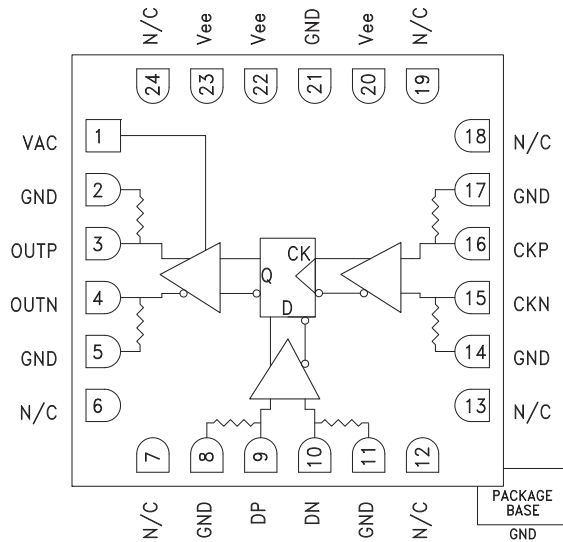 N/C
Vee
Vee
GND
Vee
N/C
24
23
22
21
20
19
VAC
1
18
N/C
GND
2
17
GND
OUTP
3
CK
16
CKP
Q
OUTN
4
D
15
CKN
GND
5
14
GND
N/C
6
13
N/C
7
8
9
10
11
12
N/C
GND
DP
DN
GND
N/C
PACKAGE
BASE
GND